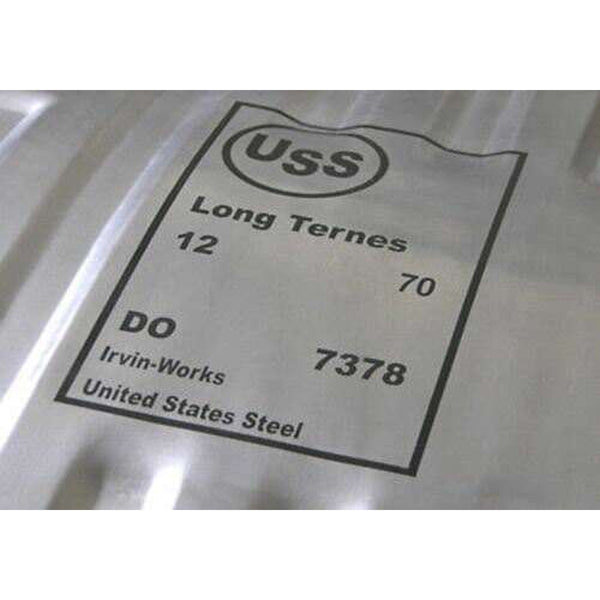 USS
Long Ternes
12 70
DO 7378
Irvin-Works
United States Steel